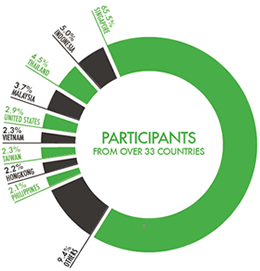 65.5%
SINGAPORE
5.0%
INDONESIA
4.5%
THAILAND
3.7%
MALAYSIA
2.9%
UNITED STATES
2.3%
VIETNAM
2.3%
TAIWAN
2.2%
HONGKONG
2.1%
PHILIPPINES
9.4%
OTHERS
PARTICIPANTS
FROM OVER 33 COUNTRIES